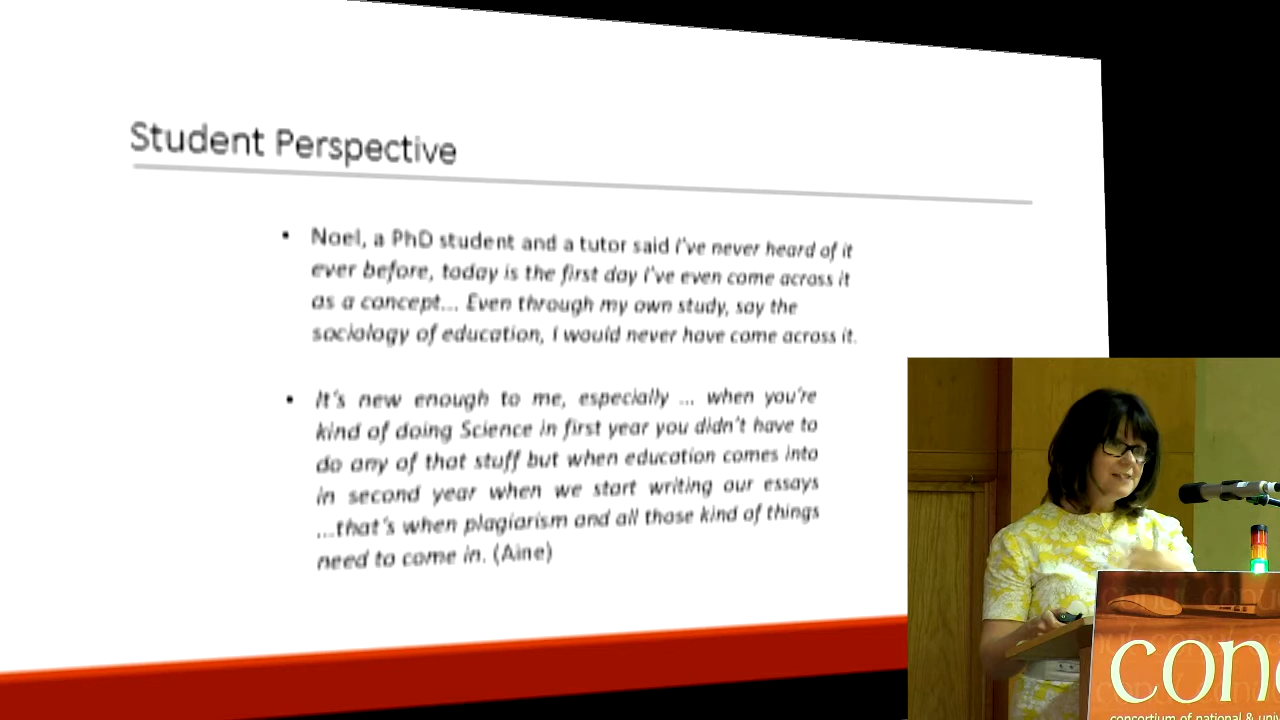 Student Perspective
• Noel, a PhD student and a tutor said I've never heard of it
ever before, today is the first day I've even come across it
as a concept... Even through my own study, say the
sociology of education, I would never have come across it.
• It's new enough to me, especially ... when you're
kind of doing Science in first year you didn't have to
do any of that stuff but when education comes into
in second year when we start writing our essays
...that's when plagiarism and all those kind of things
need to come in. (Aine)
con
consortium of national & univ